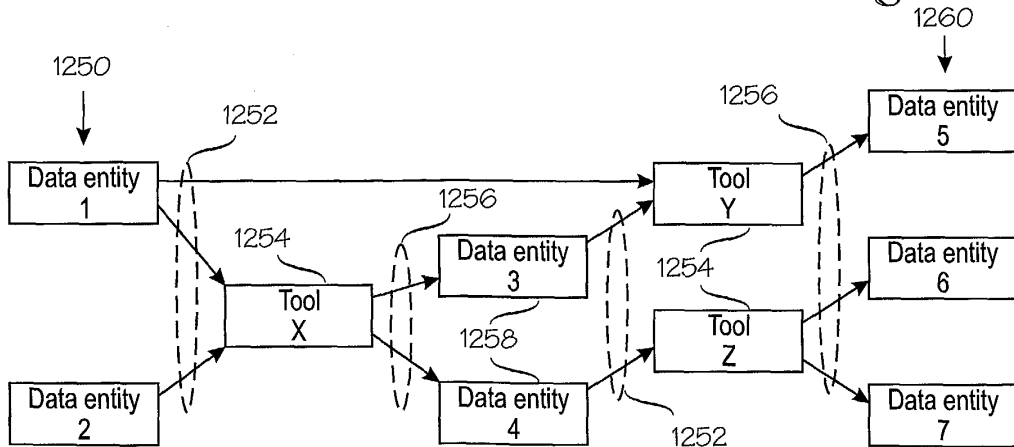 1260
1250
1252
1256
Data entity
5
Data entity
1
Tool
Y
1256
1254
Data entity
3
1254
Data entity
6
Tool
X
1258
Tool
Z
Data entity
2
Data entity
4
1252
Data entity
7